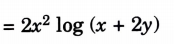 = 2x² log (x + 2y)